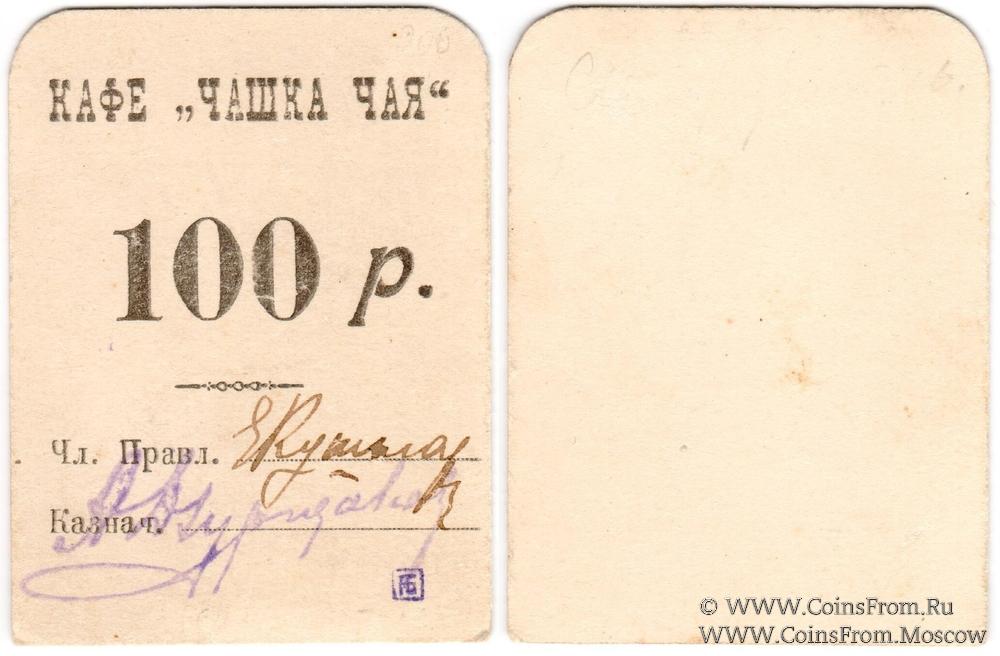 КАФЕ „ЧАШКА ЧАЯ“
100 р.
Чл. Правл.
Казнач.
© WWW.CoinsFrom.Ru
WWW.CoinsFrom.Moscow